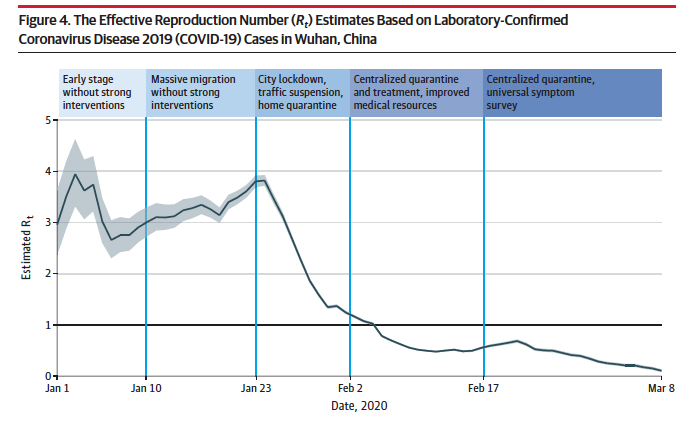 Figure 4. The Effective Reproduction Number (Rt) Estimates Based on Laboratory-Confirmed
Coronavirus Disease 2019 (COVID-19) Cases in Wuhan, China
Early stage
without strong
interventions
Massive migration
without strong
interventions
City lockdown,
traffic suspension,
home quarantine
Centralized quarantine
and treatment, improved
medical resources
Centralized quarantine,
universal symptom
survey
5
4
3
2
1
0
Estimated Rt
Jan 1
Jan 10
Jan 23
Feb 2
Feb 17
Mar 8
Date, 2020